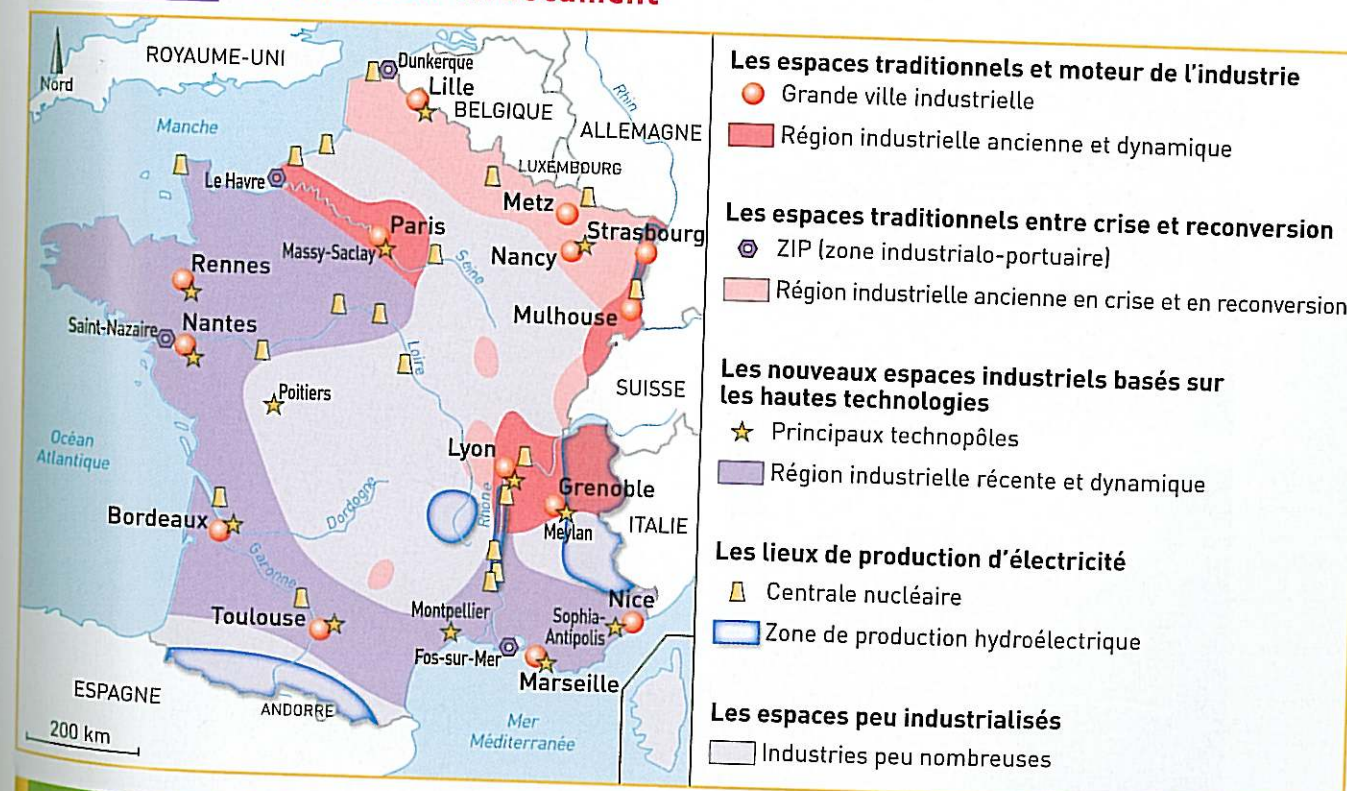 ROYAUME-UNI
Nord
Manche
Dunkerque
Lille
BELGIQUE
Rhin
ALLEMAGNE
LUXEMBOURG
Le Havre
Metz
Paris
Strasbourg
Massy-Saclay
Nancy
Seine
Rennes
Mulhouse
Saint-Nazaire
Nantes
Loire
SUISSE
Poitiers
Océan
Atlantique
Lyon
Grenoble
Rhône
Dordogne
ITALIE
Meylan
Bordeaux
Garonne
Nice
Montpellier
Sophia-
Antipolis
Toulouse
Fos-sur-Mer
Marseille
ESPAGNE
ANDORRE
Mer
Méditerranée
200 km
Les espaces traditionnels et moteur de l'industrie
Grande ville industrielle
Région industrielle ancienne et dynamique
Les espaces traditionnels entre crise et reconversion
ZIP (zone industrialo-portuaire)
Région industrielle ancienne en crise et en reconversion
Les nouveaux espaces industriels basés sur
les hautes technologies
Principaux technopôles
Région industrielle récente et dynamique
Les lieux de production d'électricité
Centrale nucléaire
Zone de production hydroélectrique
Les espaces peu industrialisés
Industries peu nombreuses